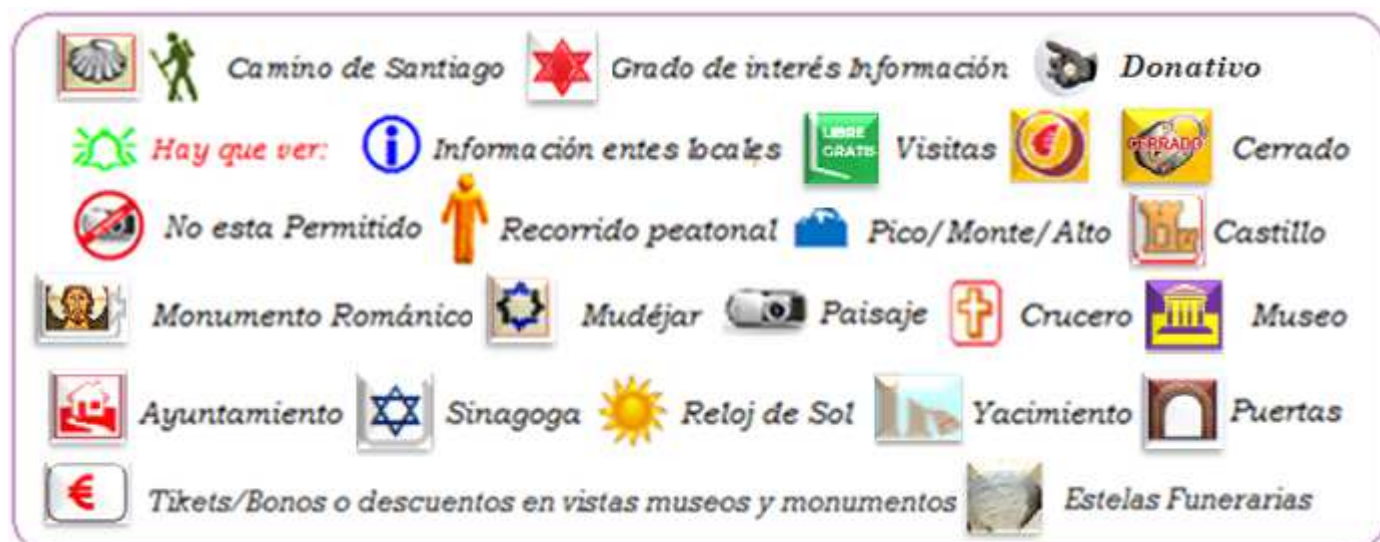 Camino de Santiago Grado de interés Información Donativo
Hay que ver: i Información entes locales LIBRE GRATIS Visitas € CERRADO Cerrado
No esta Permitido Recorrido peatonal Pico/Monte/Alto Castillo
Monumento Románico Mudéjar Paisaje Crucero Museo
Ayuntamiento Sinagoga Reloj de Sol Yacimiento Puertas
€ Tikets/Bonos o descuentos en vistas museos y monumentos Estelas Funerarias